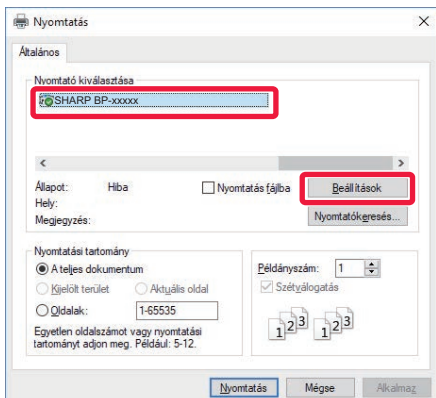 Nyomtatás
Általános
Nyomtató kiválasztása
SHARP BP-xxxxx
Állapot: Hiba
Nyomtatás fájlba
Beállítások
Hely:
Megjegyzés:
Nyomtatókeresés...
Nyomtatási tartomány
A teljes dokumentum
Kijelölt terület
Aktuális oldal
Oldalak: 1-65535
Egyetlen oldalszámot vagy nyomtatási
tartományt adjon meg. Például: 5-12.
Példányszám: 1
Szétválogatás
1 2 3 1 2 3
Nyomtatás Mégse Alkalmaz